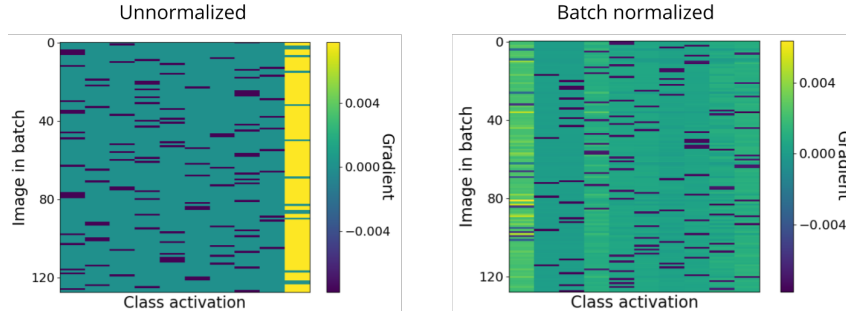 Unnormalized
0
40
80
120
Image in batch
Class activation
0.004
0.000
−0.004
Gradient
Batch normalized
0
40
80
120
Image in batch
Class activation
0.004
0.000
−0.004
Gradient